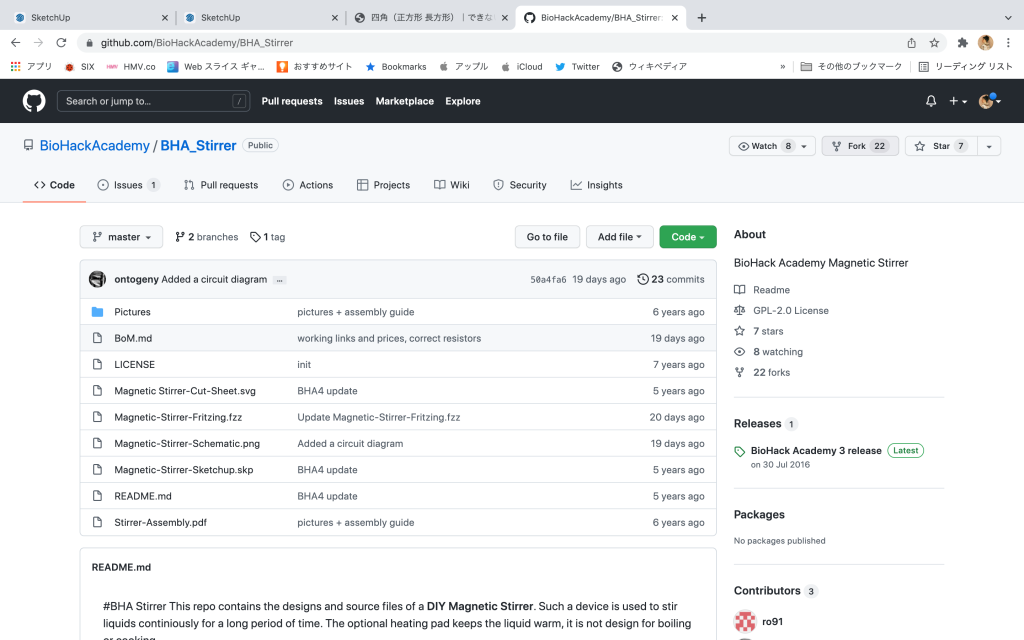 SketchUp
SketchUp
四角（正方形 長方形）｜できな
BioHackAcademy/BHA_Stirrer:
github.com/BioHackAcademy/BHA_Stirrer
アプリ SIX HMV.co Web スライス ギャ... おすすめサイト Bookmarks アップル iCloud Twitter ウィキペディア » その他のブックマーク リーディング リスト
Search or jump to... / Pull requests Issues Marketplace Explore
BioHackAcademy / BHA_Stirrer Public
Watch 8 Fork 22 Star 7
Code Issues 1 Pull requests Actions Projects Wiki Security Insights
master 2 branches 1 tag Go to file Add file Code
ontogeny Added a circuit diagram ... 50a4fa6 19 days ago 23 commits
Pictures pictures + assembly guide 6 years ago
BoM.md working links and prices, correct resistors 19 days ago
LICENSE init 7 years ago
Magnetic Stirrer-Cut-Sheet.svg BHA4 update 5 years ago
Magnetic-Stirrer-Fritzing.fzz Update Magnetic-Stirrer-Fritzing.fzz 20 days ago
Magnetic-Stirrer-Schematic.png Added a circuit diagram 19 days ago
Magnetic-Stirrer-Sketchup.skp BHA4 update 5 years ago
README.md BHA4 update 5 years ago
Stirrer-Assembly.pdf pictures + assembly guide 6 years ago
README.md
#BHA Stirrer This repo contains the designs and source files of a DIY Magnetic Stirrer. Such a device is used to stir
liquids continiously for a long period of time. The optional heating pad keeps the liquid warm, it is not design for boiling
or cooking.
About
BioHack Academy Magnetic Stirrer
Readme
GPL-2.0 License
7 stars
8 watching
22 forks
Releases 1
BioHack Academy 3 release Latest
on 30 Jul 2016
Packages
No packages published
Contributors 3
ro91